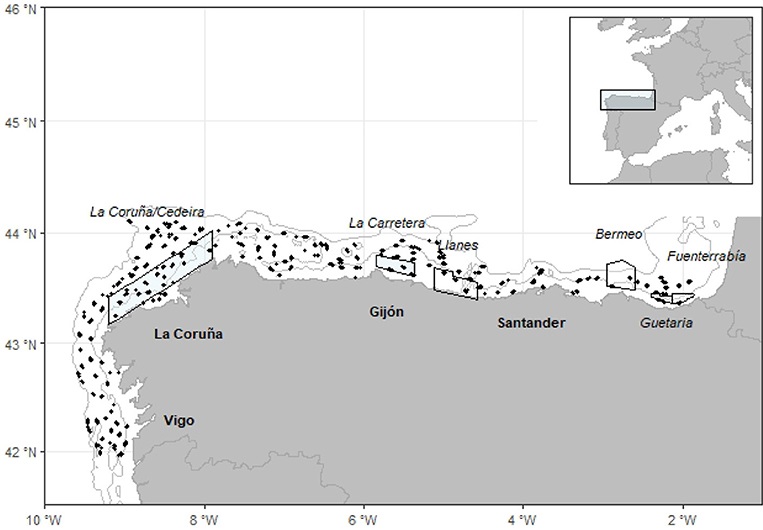 46 °N
45 °N
La Coruña/Cedeira
La Carretera
44 °N
Bermeo
Llanes
Fuenterrabía
Gijón
Santander
Guetaria
La Coruña
43 °N
Vigo
42 °N
10 °W
8 °W
6 °W
4 °W
2 °W